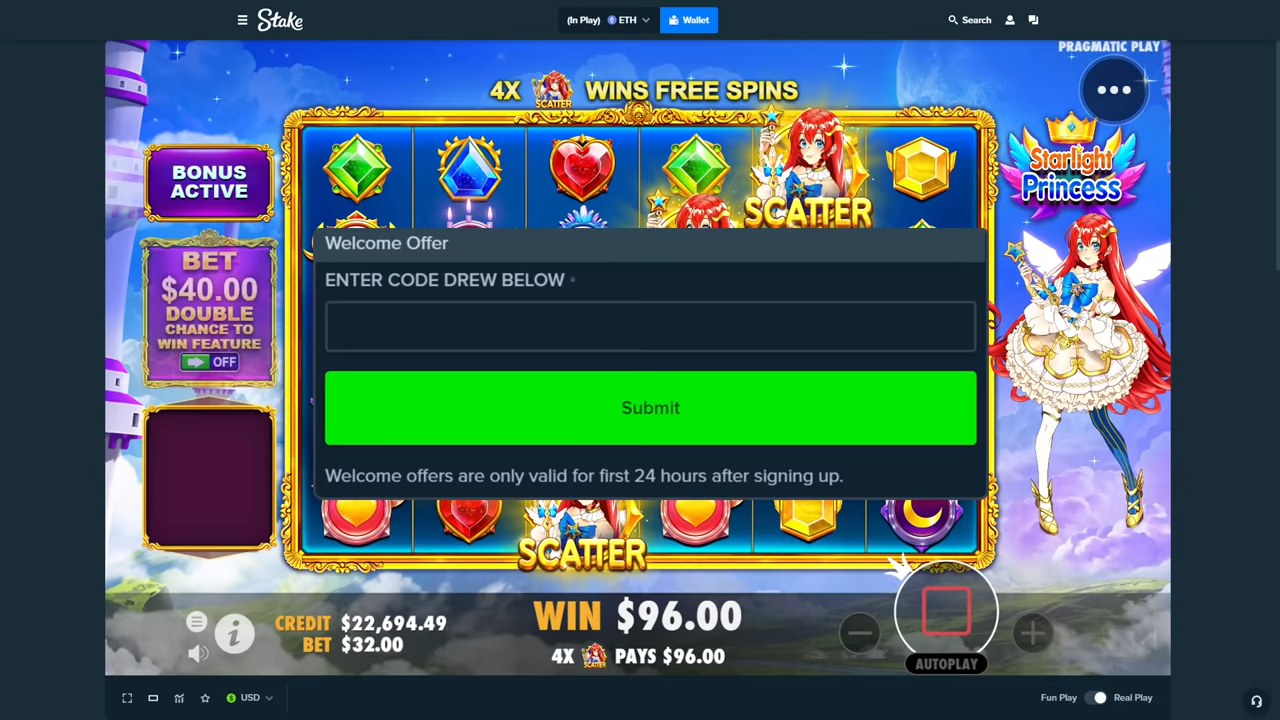 Stake
(In Play) ETH
Wallet
Search
PRAGMATIC PLAY
4X SCATTER WINS FREE SPINS
BONUS
ACTIVE
Starlight
Princess
SCATTER
BET
$40.00
DOUBLE
CHANCE TO
WIN FEATURE
OFF
Welcome Offer
ENTER CODE DREW BELOW *
Submit
Welcome offers are only valid for first 24 hours after signing up.
SCATTER
CREDIT $22,694.49
BET $32.00
WIN $96.00
4X SCATTER PAYS $96.00
AUTOPLAY
USD
Fun Play
Real Play